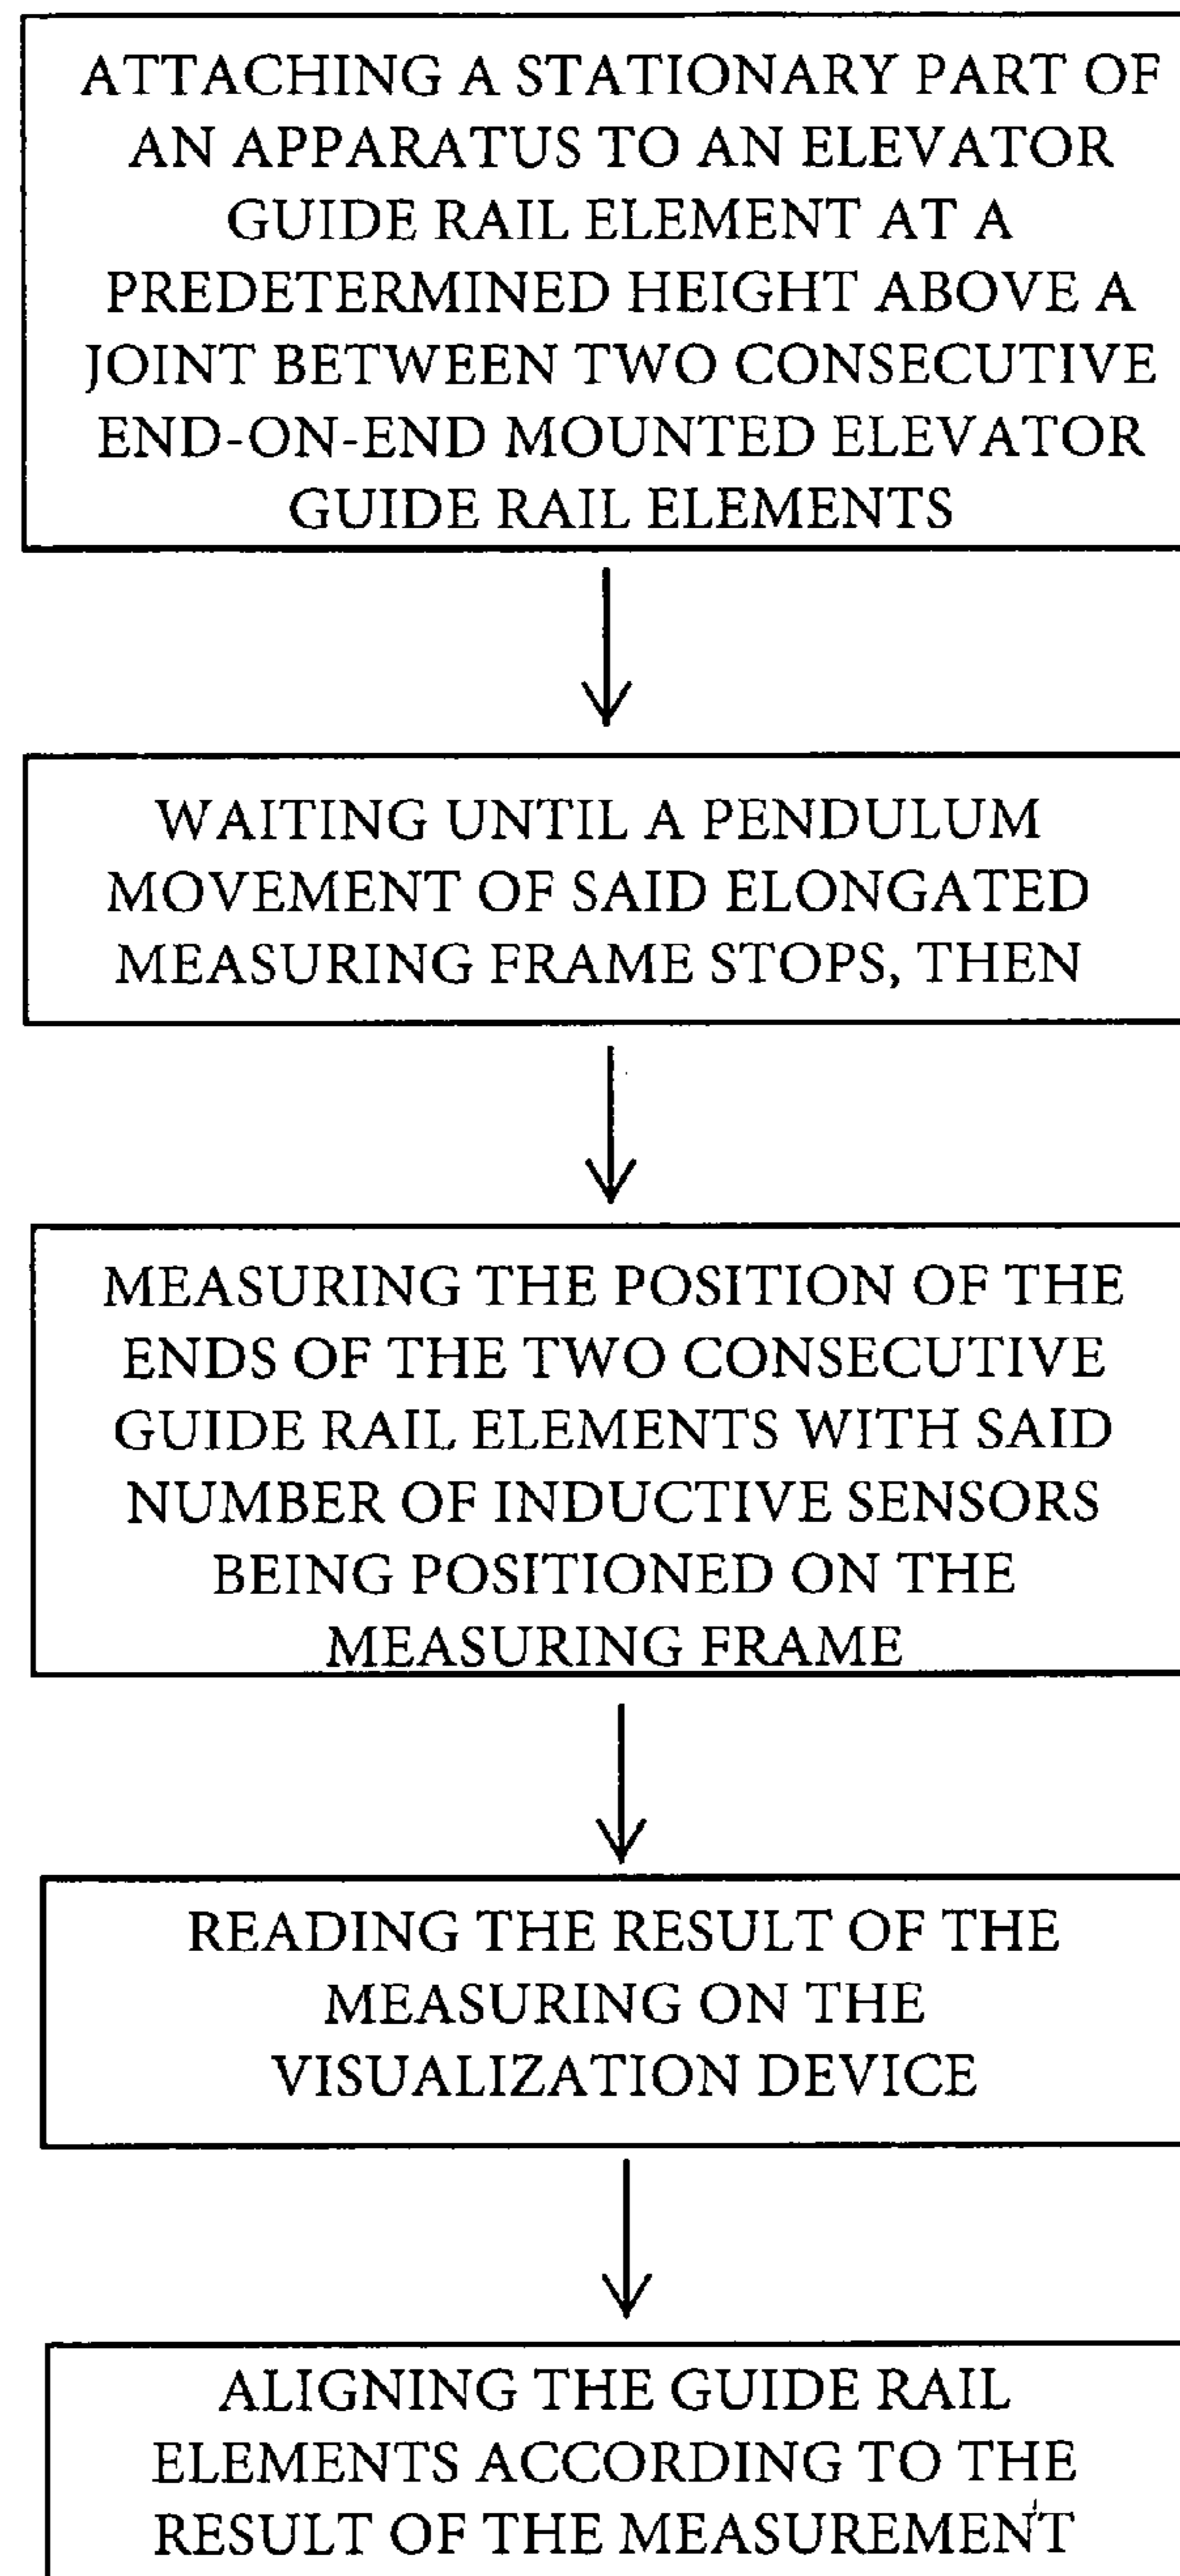 ATTACHING A STATIONARY PART OF
AN APPARATUS TO AN ELEVATOR
GUIDE RAIL ELEMENT AT A
PREDETERMINED HEIGHT ABOVE A
JOINT BETWEEN TWO CONSECUTIVE
END-ON-END MOUNTED ELEVATOR
GUIDE RAIL ELEMENTS
WAITING UNTIL A PENDULUM
MOVEMENT OF SAID ELONGATED
MEASURING FRAME STOPS, THEN
MEASURING THE POSITION OF THE
ENDS OF THE TWO CONSECUTIVE
GUIDE RAIL ELEMENTS WITH SAID
NUMBER OF INDUCTIVE SENSORS
BEING POSITIONED ON THE
MEASURING FRAME
READING THE RESULT OF THE
MEASURING ON THE
VISUALIZATION DEVICE
ALIGNING THE GUIDE RAIL
ELEMENTS ACCORDING TO THE
RESULT OF THE MEASUREMENT